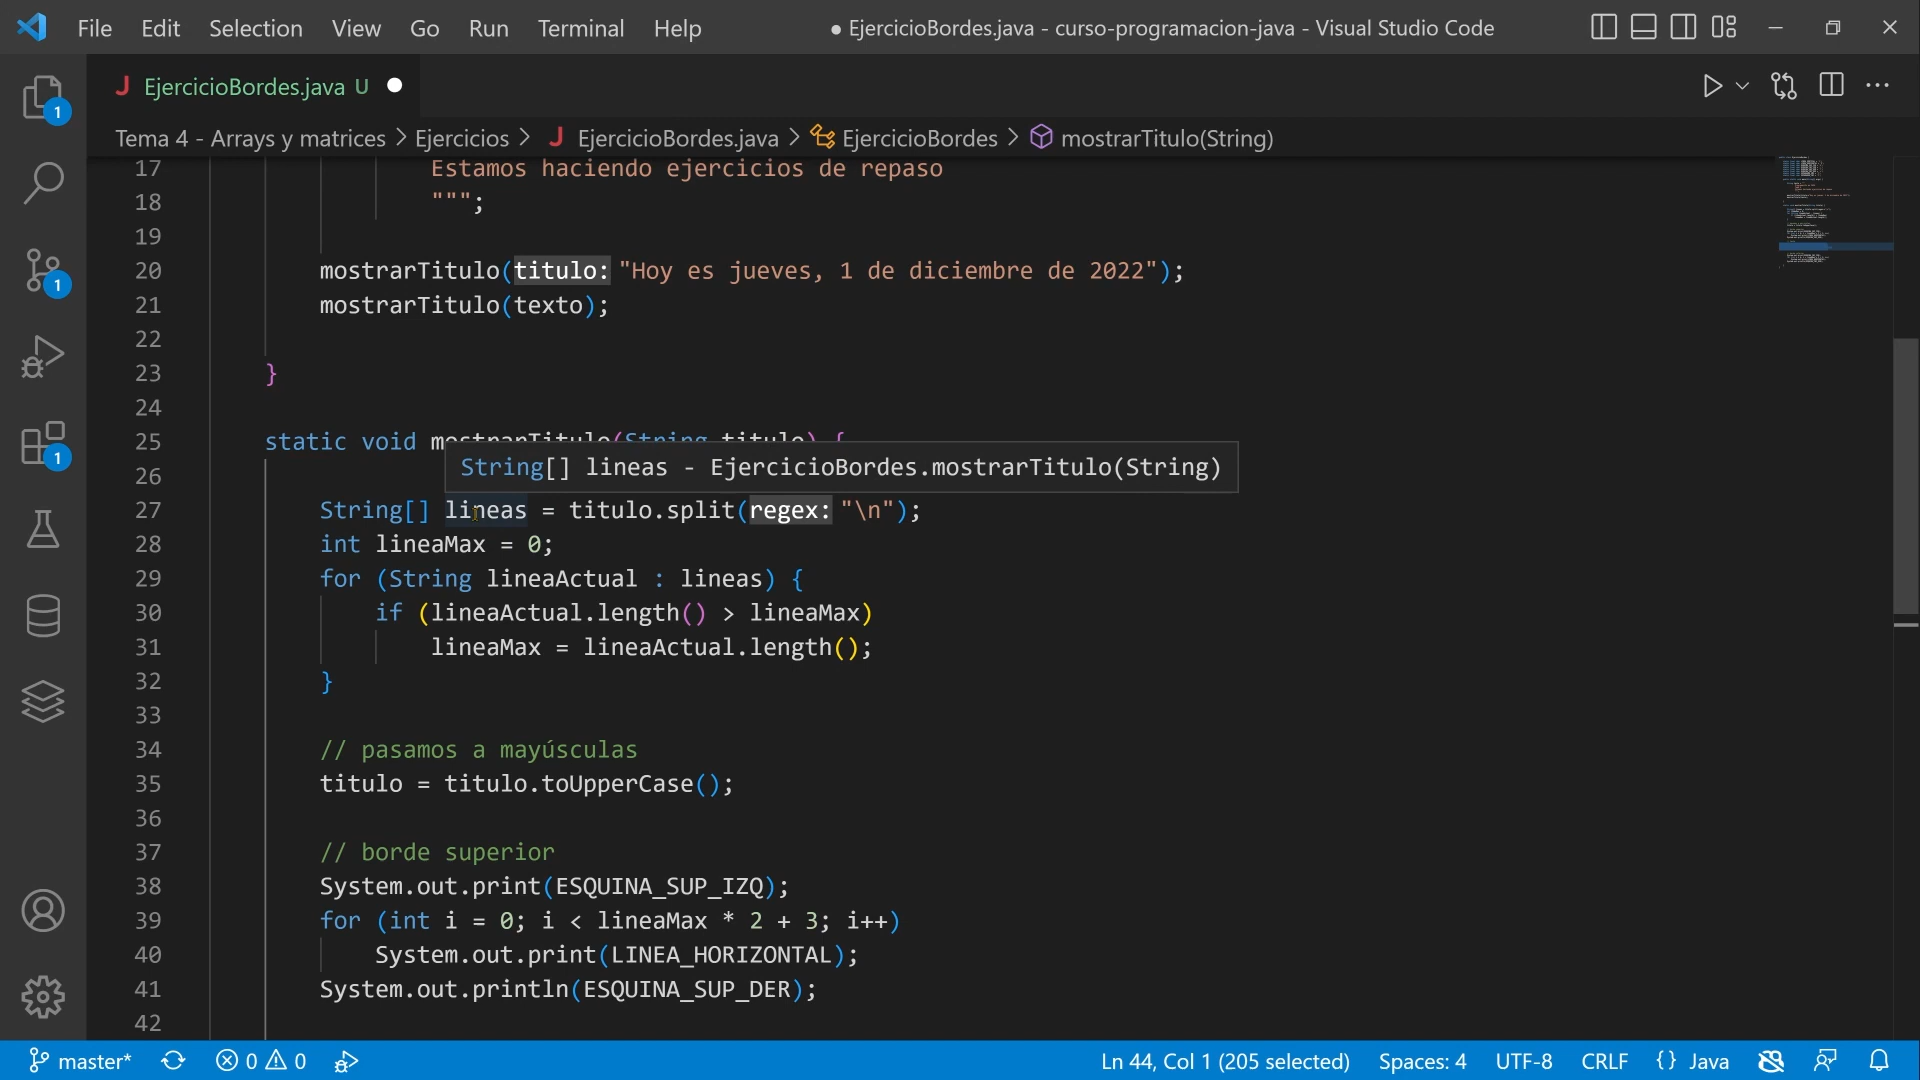 File Edit Selection View Go Run Terminal Help
● EjercicioBordes.java - curso-programacion-java - Visual Studio Code
J EjercicioBordes.java U
Tema 4 - Arrays y matrices > Ejercicios > J EjercicioBordes.java > EjercicioBordes > mostrarTitulo(String)
17 Estamos haciendo ejercicios de repaso
18 """;
19
20 mostrarTitulo(titulo: "Hoy es jueves, 1 de diciembre de 2022");
21 mostrarTitulo(texto);
22
23 }
24
25 static void mostrarTitulo(String titulo) {
String[] lineas - EjercicioBordes.mostrarTitulo(String)
26
27 String[] lineas = titulo.split(regex: "\n");
28 int lineaMax = 0;
29 for (String lineaActual : lineas) {
30 if (lineaActual.length() > lineaMax)
31 lineaMax = lineaActual.length();
32 }
33
34 // pasamos a mayúsculas
35 titulo = titulo.toUpperCase();
36
37 // borde superior
38 System.out.print(ESQUINA_SUP_IZQ);
39 for (int i = 0; i < lineaMax * 2 + 3; i++)
40 System.out.print(LINEA_HORIZONTAL);
41 System.out.println(ESQUINA_SUP_DER);
42
1
1
1
master* 0 0 Ln 44, Col 1 (205 selected) Spaces: 4 UTF-8 CRLF {} Java